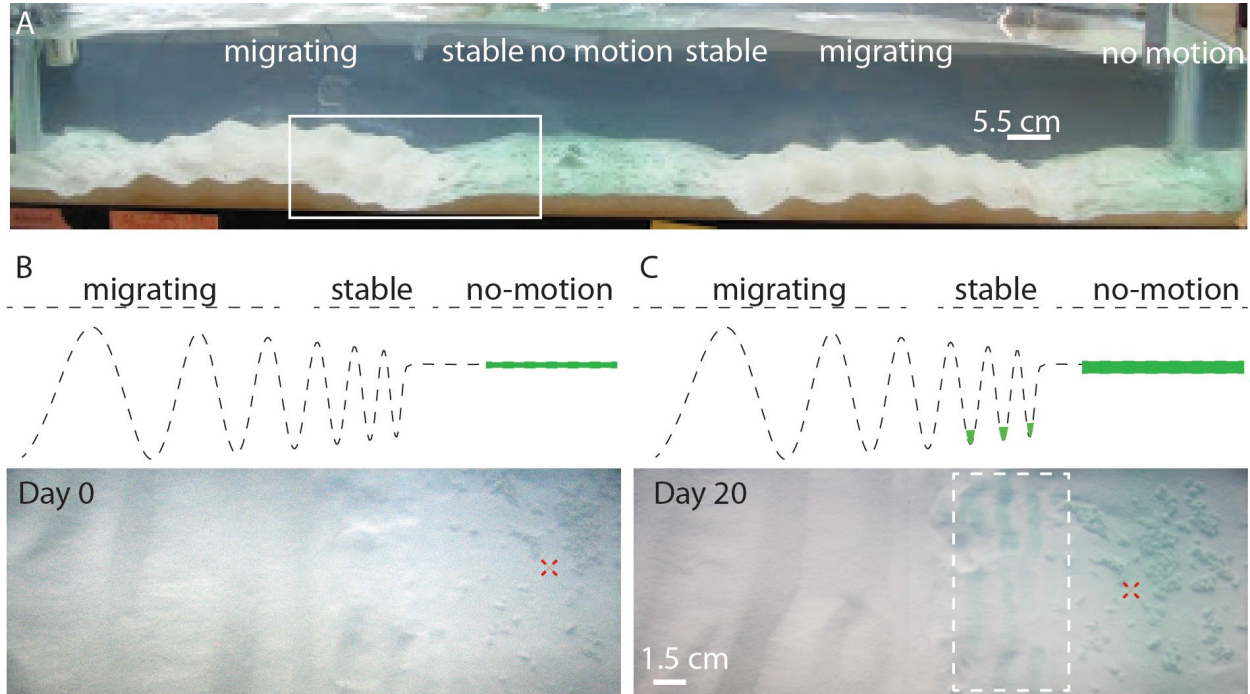 A
migrating stable no motion stable migrating no motion
5.5 cm
B
migrating stable no-motion
Day 0
C
migrating stable no-motion
Day 20
1.5 cm